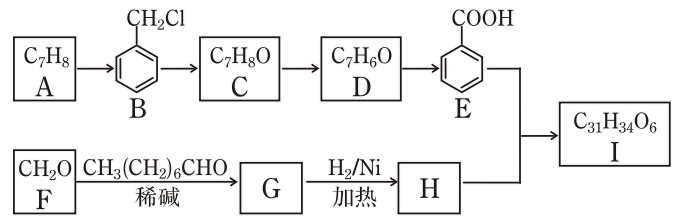 CH₂Cl
COOH
C₇H₈
A
B
C₇H₈O
C
C₇H₆O
D
E
C₃₁H₃₄O₆
I
CH₂O
F
CH₃(CH₂)₆CHO
稀碱
G
H₂/Ni
加热
H